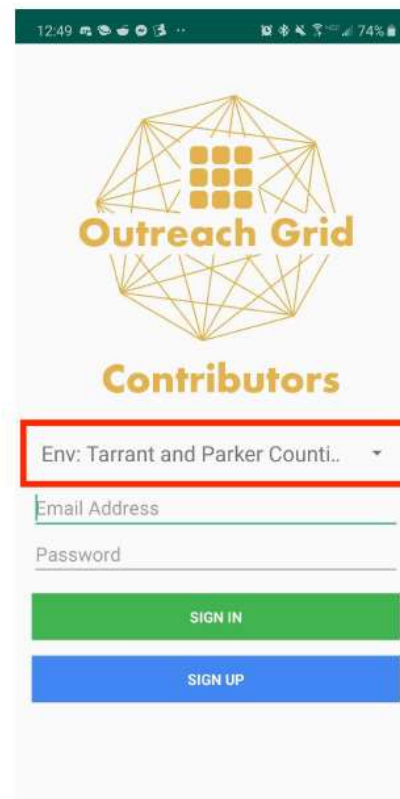 12:49
74%
Outreach Grid
Contributors
Env: Tarrant and Parker Counti..
Email Address
Password
SIGN IN
SIGN UP